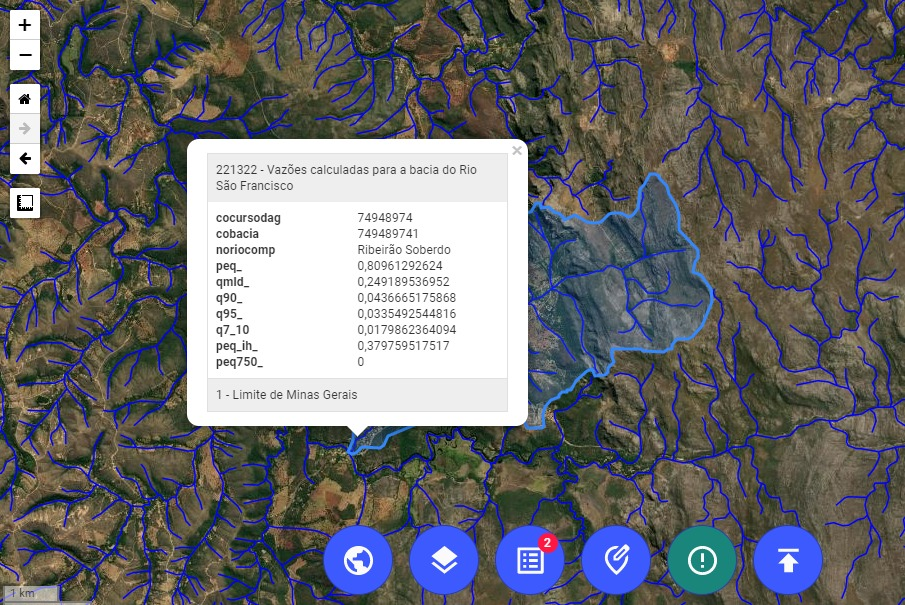 +
−
×
221322 - Vazões calculadas para a bacia do Rio
São Francisco
cocursodag 74948974
cobacia 749489741
noriocomp Ribeirão Soberdo
peq_ 0,80961292624
qmld_ 0,249189536952
q90_ 0,0436665175868
q95_ 0,0335492544816
q7_10 0,0179862364094
peq_ih_ 0,379759517517
peq750_ 0
1 - Limite de Minas Gerais
2
1 km